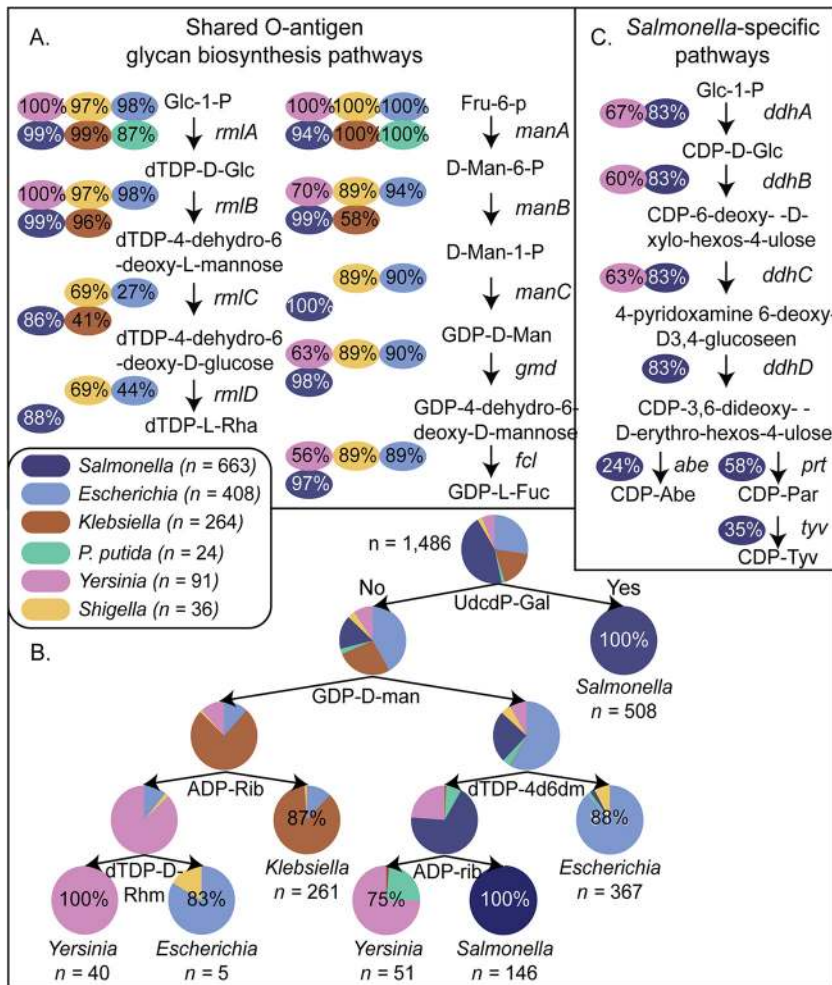 A.
Shared O-antigen
glycan biosynthesis pathways
100% 97% 98%
Glc-1-P
99% 99% 87%
rmlA
dTDP-D-Glc
100% 97% 98%
rmlB
99% 96%
dTDP-4-dehydro-6
-deoxy-L-mannose
69% 27%
rmlC
86% 41%
dTDP-4-dehydro-6
-deoxy-D-glucose
69% 44%
rmlD
88%
dTDP-L-Rha
100% 100% 100%
Fru-6-p
94% 100% 100%
manA
D-Man-6-P
70% 89% 94%
manB
99% 58%
D-Man-1-P
89% 90%
manC
100%
GDP-D-Man
63% 89% 90%
gmd
98%
GDP-4-dehydro-6-
deoxy-D-mannose
56% 89% 89%
fcl
97%
GDP-L-Fuc
C.
Salmonella-specific
pathways
Glc-1-P
67% 83%
ddhA
CDP-D-Glc
60% 83%
ddhB
CDP-6-deoxy- -D-
xylo-hexos-4-ulose
63% 83%
ddhC
4-pyridoxamine 6-deoxy-
D3,4-glucoseen
83%
ddhD
CDP-3,6-dideoxy- -
D-erythro-hexos-4-ulose
24% abe 58% prt
CDP-Abe CDP-Par
35% tyv
CDP-Tyv
Salmonella (n = 663)
Escherichia (n = 408)
Klebsiella (n = 264)
P. putida (n = 24)
Yersinia (n = 91)
Shigella (n = 36)
B.
n = 1,486
No Yes
UdcdP-Gal
100%
Salmonella
n = 508
GDP-D-man
ADP-Rib
dTDP-4d6dm
87%
Klebsiella
n = 261
88%
Escherichia
n = 367
dTDP-D-
Rhm
ADP-rib
100%
Yersinia
n = 40
83%
Escherichia
n = 5
75%
Yersinia
n = 51
100%
Salmonella
n = 146